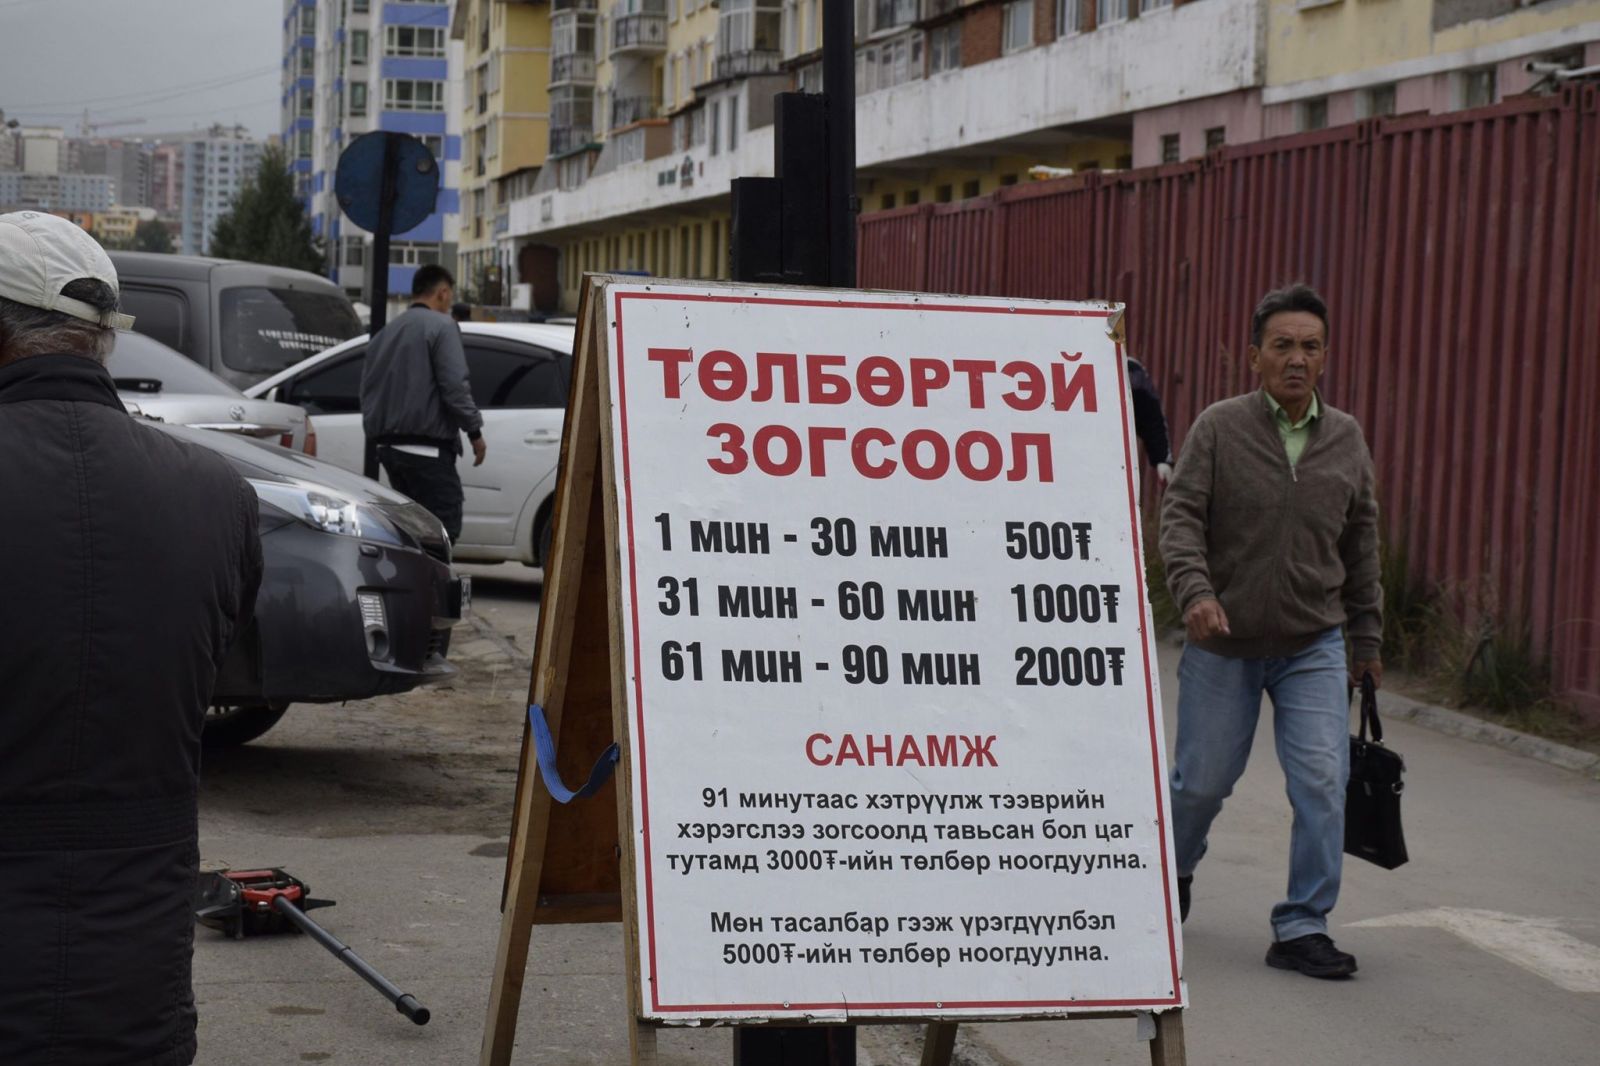 ТӨЛБӨРТЭЙ
ЗОГСООЛ
1 мин - 30 мин 500₮
31 мин - 60 мин 1000₮
61 мин - 90 мин 2000₮
САНАМЖ
91 минутаас хэтрүүлж тээврийн
хэрэгслээ зогсоолд тавьсан бол цаг
тутамд 3000₮-ийн төлбөр ноогдуулна.
Мөн тасалбар гээж үрэгдүүлбэл
5000₮-ийн төлбөр ноогдуулна.